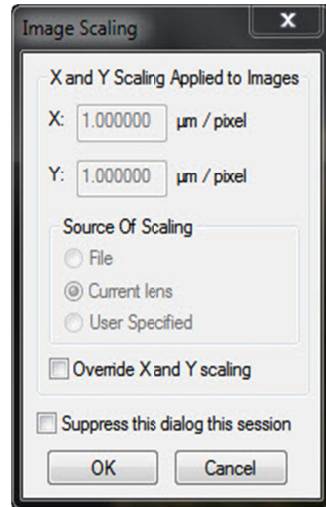 Image Scaling
X
X and Y Scaling Applied to Images
X: 1.000000 µm / pixel
Y: 1.000000 µm / pixel
Source Of Scaling
File
Current lens
User Specified
Override X and Y scaling
Suppress this dialog this session
OK Cancel